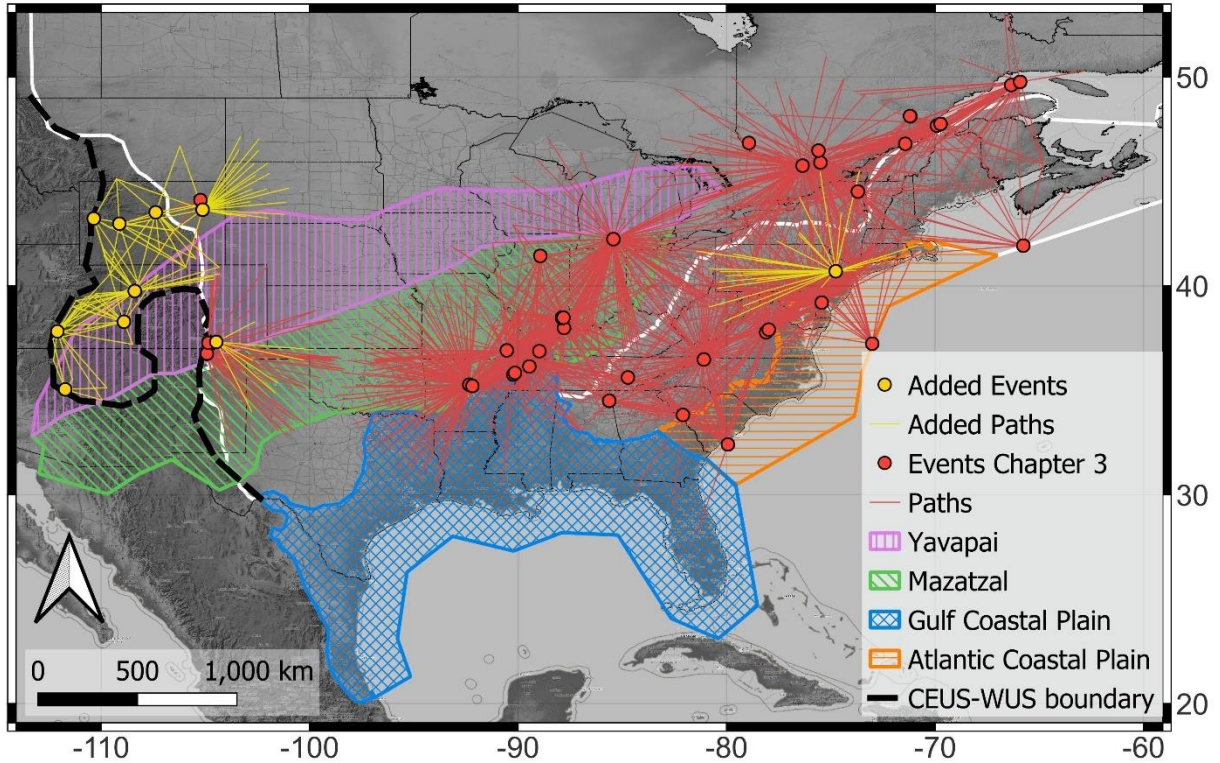 50
40
30
20
-110
-100
-90
-80
-70
-60
Added Events
Added Paths
Events Chapter 3
Paths
Yavapai
Mazatzal
Gulf Coastal Plain
Atlantic Coastal Plain
CEUS-WUS boundary
0 500 1,000 km